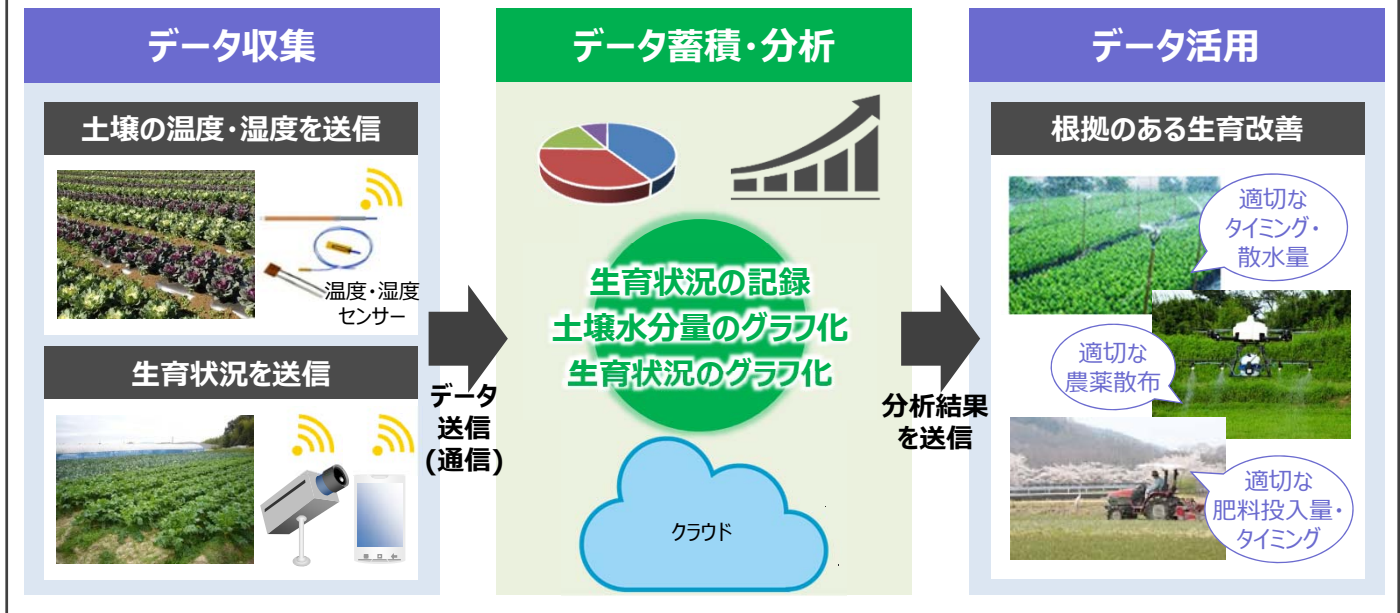 データ収集
土壌の温度・湿度を送信
温度・湿度
センサー
生育状況を送信
データ
送信
(通信)
データ蓄積・分析
生育状況の記録
土壌水分量のグラフ化
生育状況のグラフ化
クラウド
分析結果
を送信
データ活用
根拠のある生育改善
適切な
タイミング・
散水量
適切な
農薬散布
適切な
肥料投入量・
タイミング